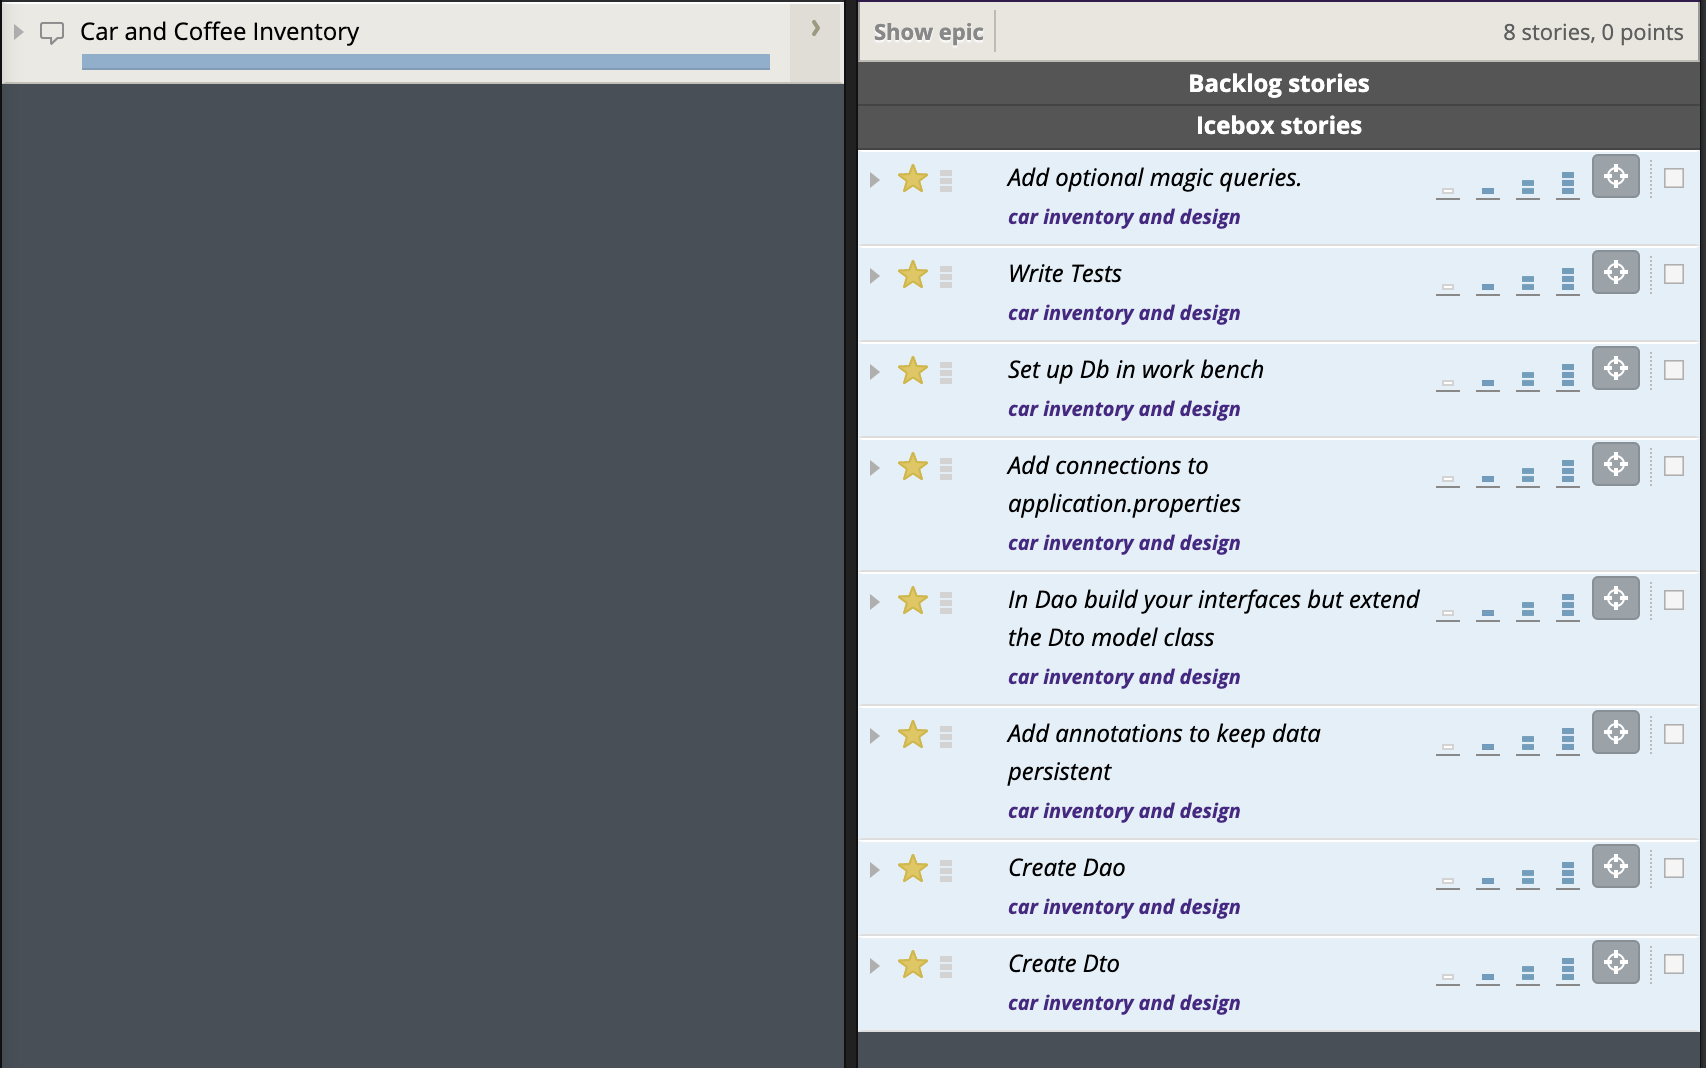 Car and Coffee Inventory
Show epic
8 stories, 0 points
Backlog stories
Icebox stories
Add optional magic queries.
car inventory and design
Write Tests
car inventory and design
Set up Db in work bench
car inventory and design
Add connections to
application.properties
car inventory and design
In Dao build your interfaces but extend
the Dto model class
car inventory and design
Add annotations to keep data
persistent
car inventory and design
Create Dao
car inventory and design
Create Dto
car inventory and design